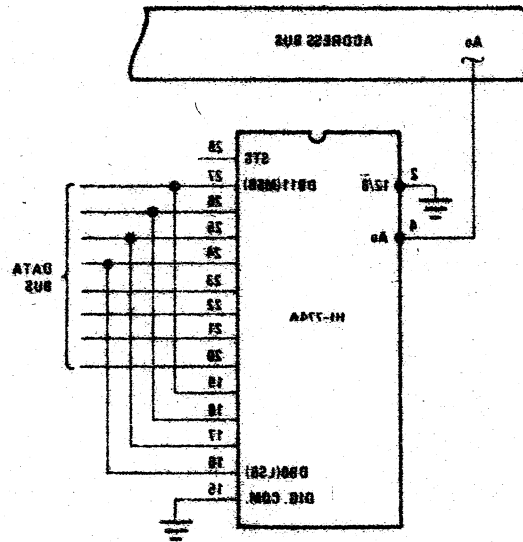 A₀
ADDRESS BUS
2
12/8̅
4
A₀
HI-774A
STS
28
DB11(MSB)
27
26
25
24
23
22
21
20
19
18
17
DB0(LSB)
16
DIG. COM.
15
DATA
BUS